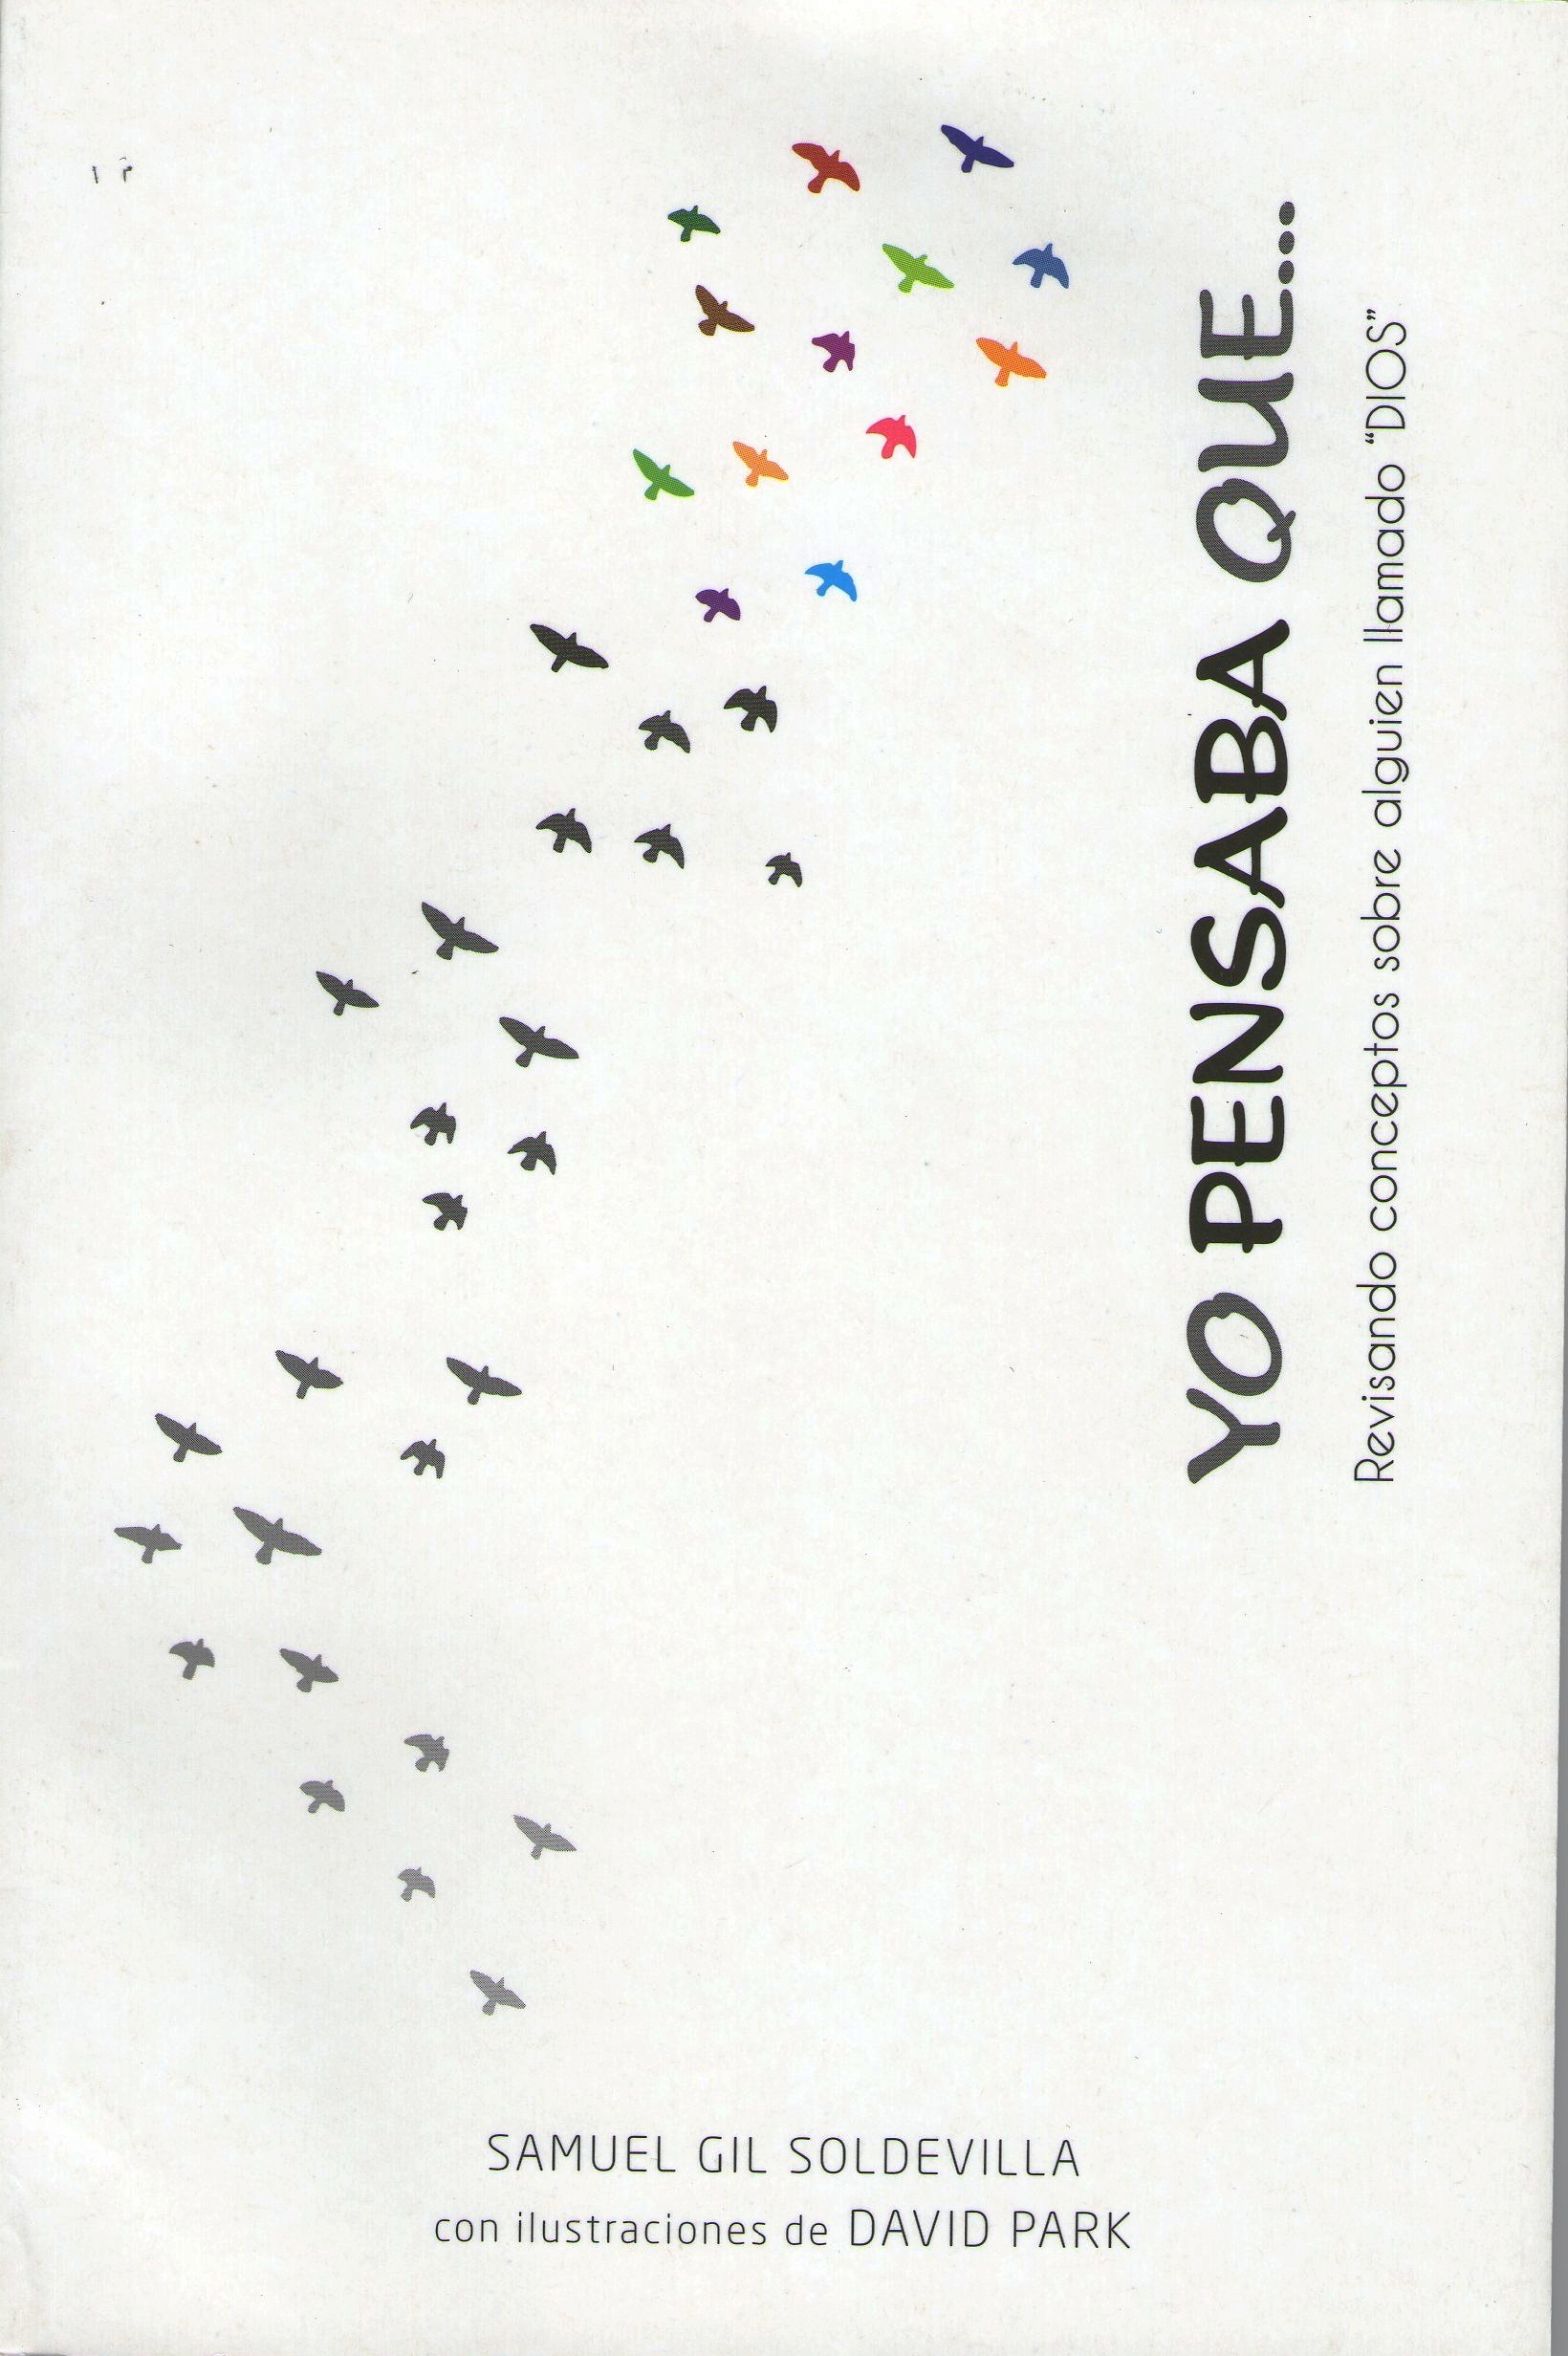 YO PENSABA QUE...
Revisando conceptos sobre alguien llamado "DIOS"
SAMUEL GIL SOLDEVILLA
con ilustraciones de DAVID PARK